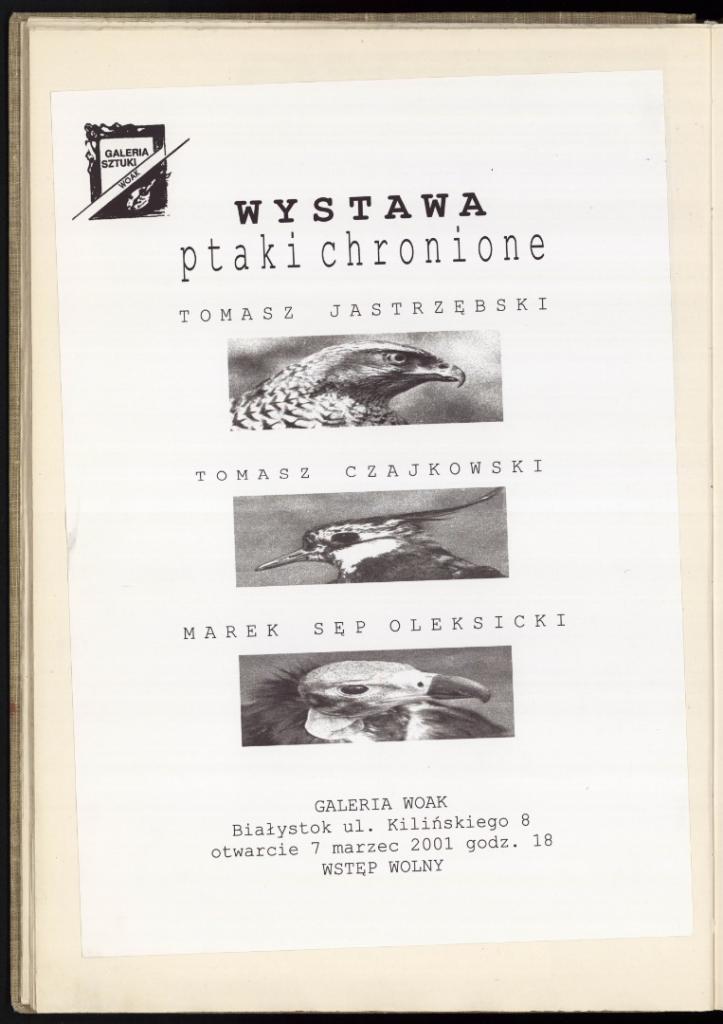 GALERIA
SZTUKI
WOAK
WYSTAWA
ptaki chronione
TOMASZ JASTRZĘBSKI
TOMASZ CZAJKOWSKI
MAREK SĘP OLEKSICKI
GALERIA WOAK
Białystok ul. Kilińskiego 8
otwarcie 7 marzec 2001 godz. 18
WSTĘP WOLNY